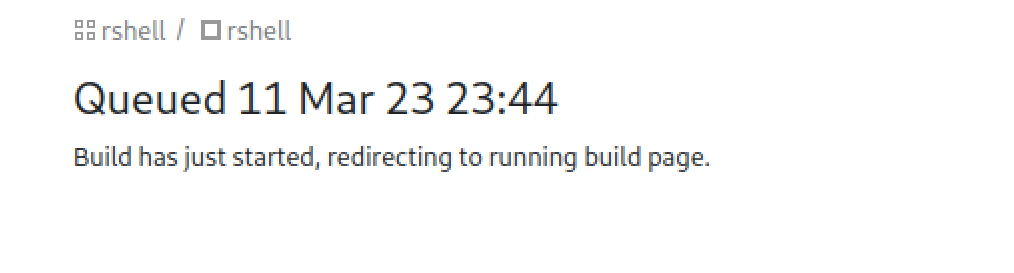 rshell / rshell
Queued 11 Mar 23 23:44
Build has just started, redirecting to running build page.